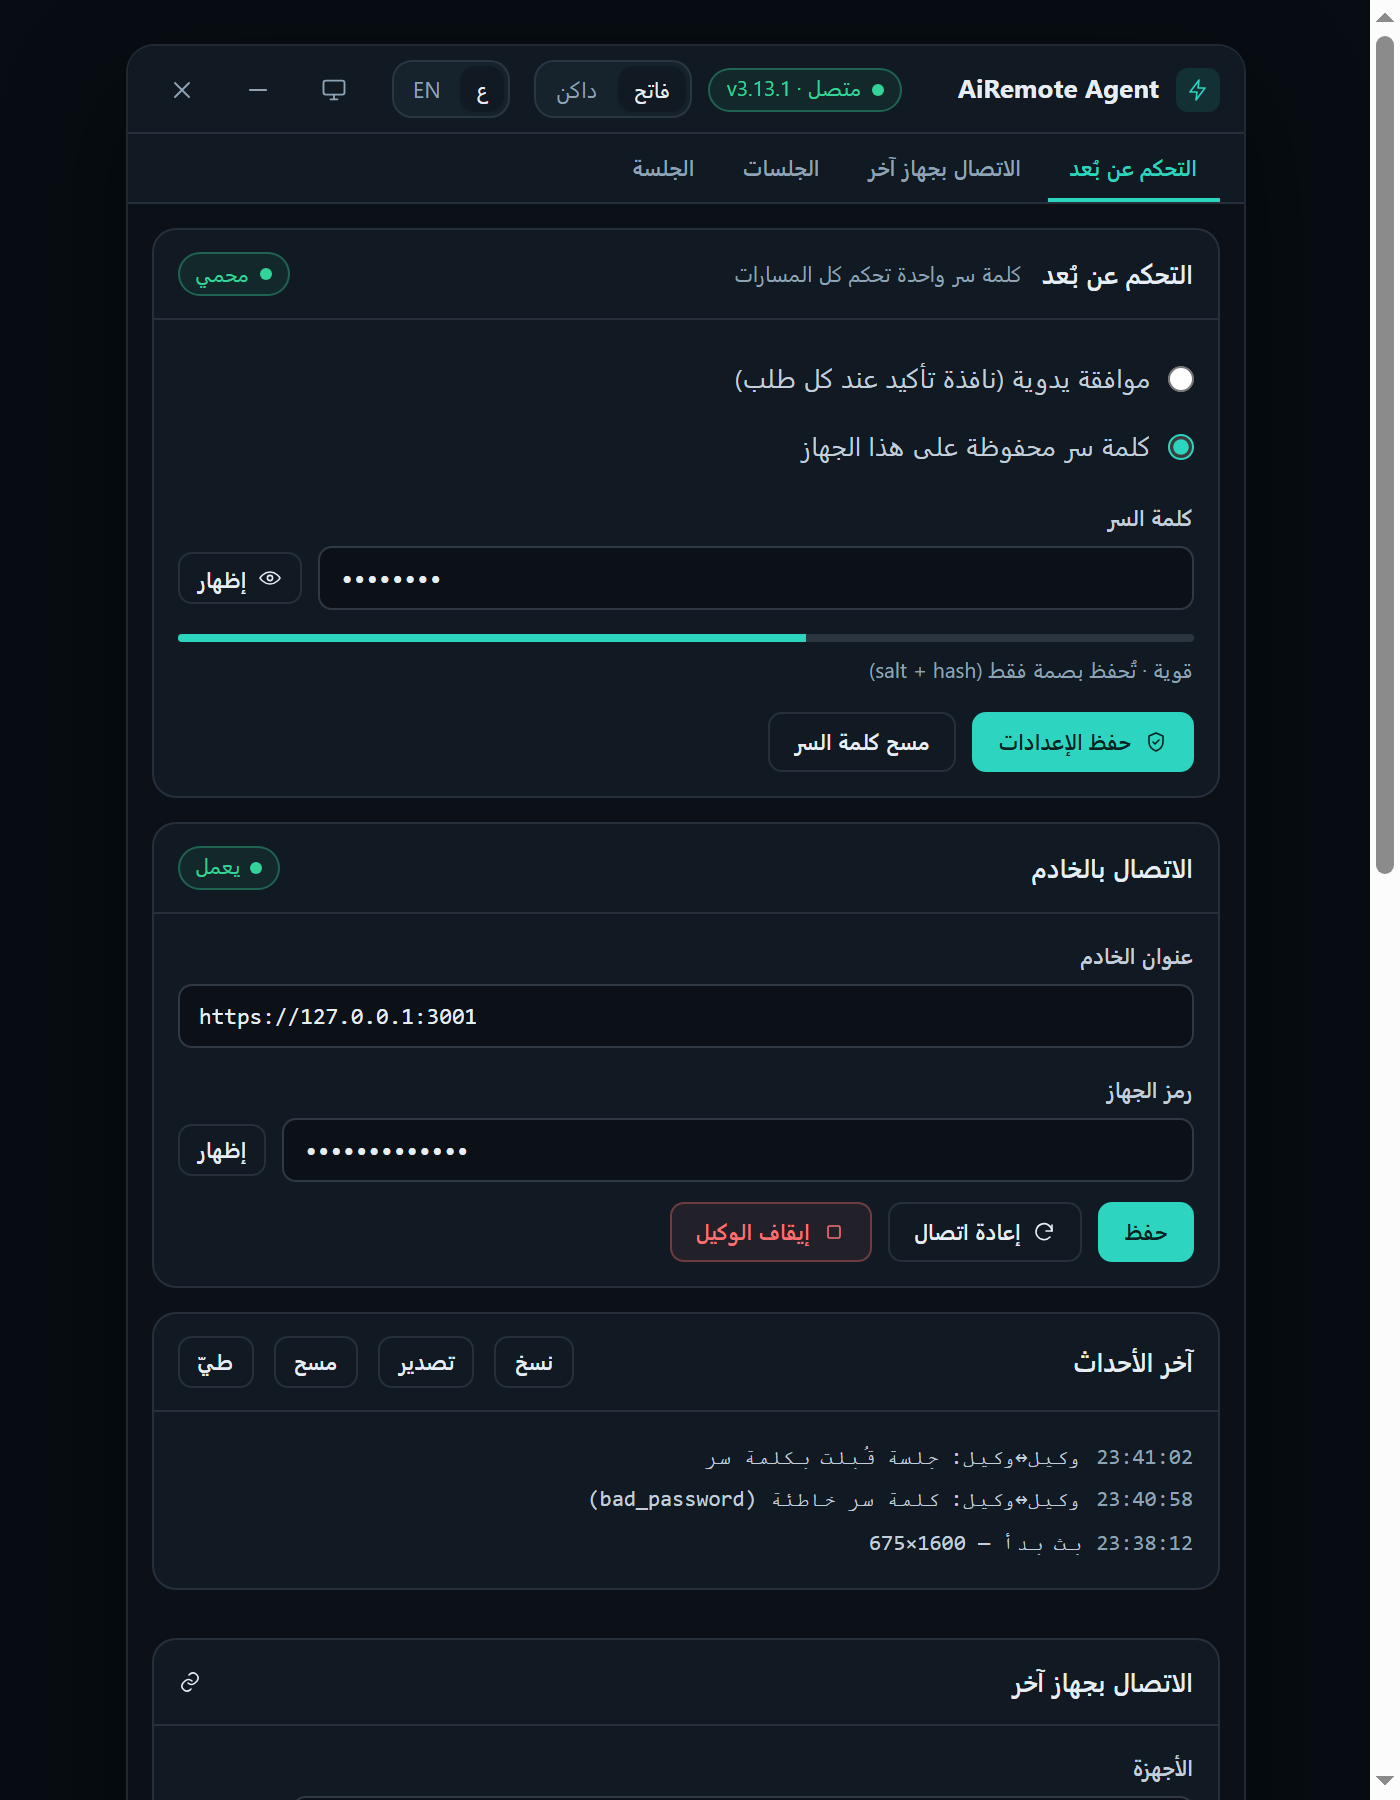 AiRemote Agent
متصل · v3.13.1
فاتح داكن
ع EN
التحكم عن بُعد
الاتصال بجهاز آخر
الجلسات
الجلسة
التحكم عن بُعد كلمة سر واحدة تحكم كل المسارات
محمي
موافقة يدوية (نافذة تأكيد عند كل طلب)
كلمة سر محفوظة على هذا الجهاز
كلمة السر
••••••••
إظهار
قوية · تُحفظ بصمة فقط (salt + hash)
حفظ الإعدادات
مسح كلمة السر
الاتصال بالخادم
يعمل
عنوان الخادم
https://127.0.0.1:3001
رمز الجهاز
•••••••••••••
إظهار
حفظ
إعادة اتصال
إيقاف الوكيل
آخر الأحداث
نسخ
تصدير
مسح
طيّ
23:41:02 وكيل↔وكيل: جلسة قُبلت بكلمة سر
23:40:58 وكيل↔وكيل: كلمة سر خاطئة (bad_password)
23:38:12 بث بدأ — 1600×675
الاتصال بجهاز آخر
الأجهزة